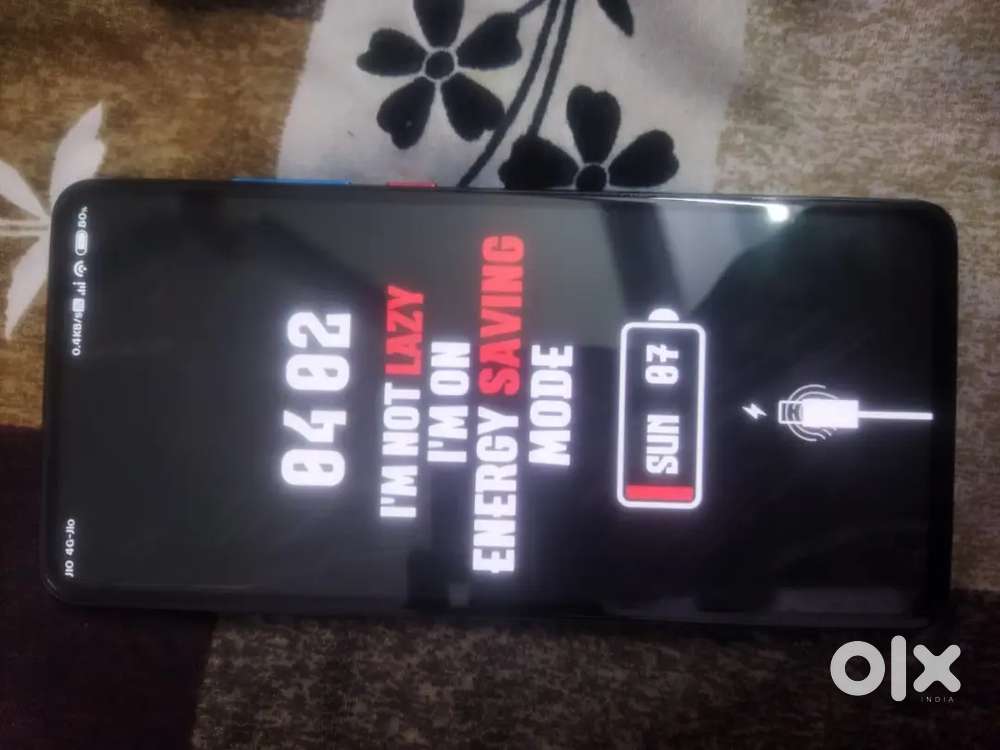 JIO 4G-Jio
0.4KB/s
80%
04 02
I'M NOT LAZY
I'M ON
ENERGY SAVING
MODE
SUN 07
olx
INDIA